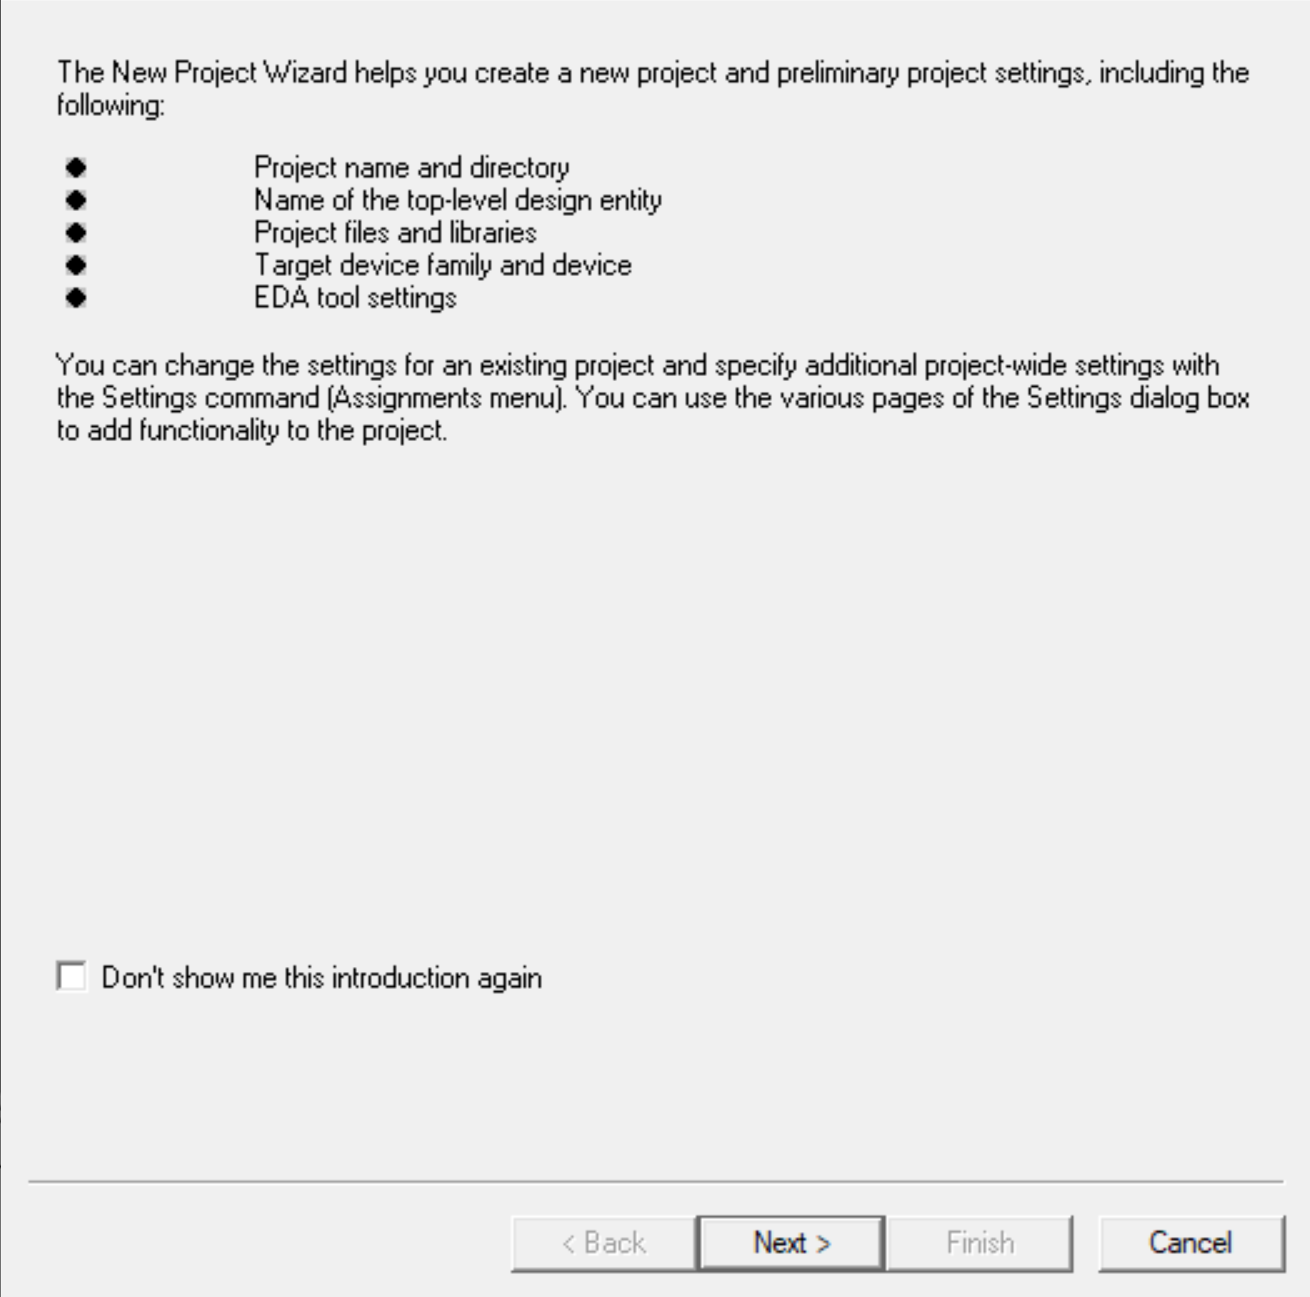 The New Project Wizard helps you create a new project and preliminary project settings, including the
following:
◆ Project name and directory
◆ Name of the top-level design entity
◆ Project files and libraries
◆ Target device family and device
◆ EDA tool settings
You can change the settings for an existing project and specify additional project-wide settings with
the Settings command (Assignments menu). You can use the various pages of the Settings dialog box
to add functionality to the project.
Don't show me this introduction again
< Back Next > Finish Cancel